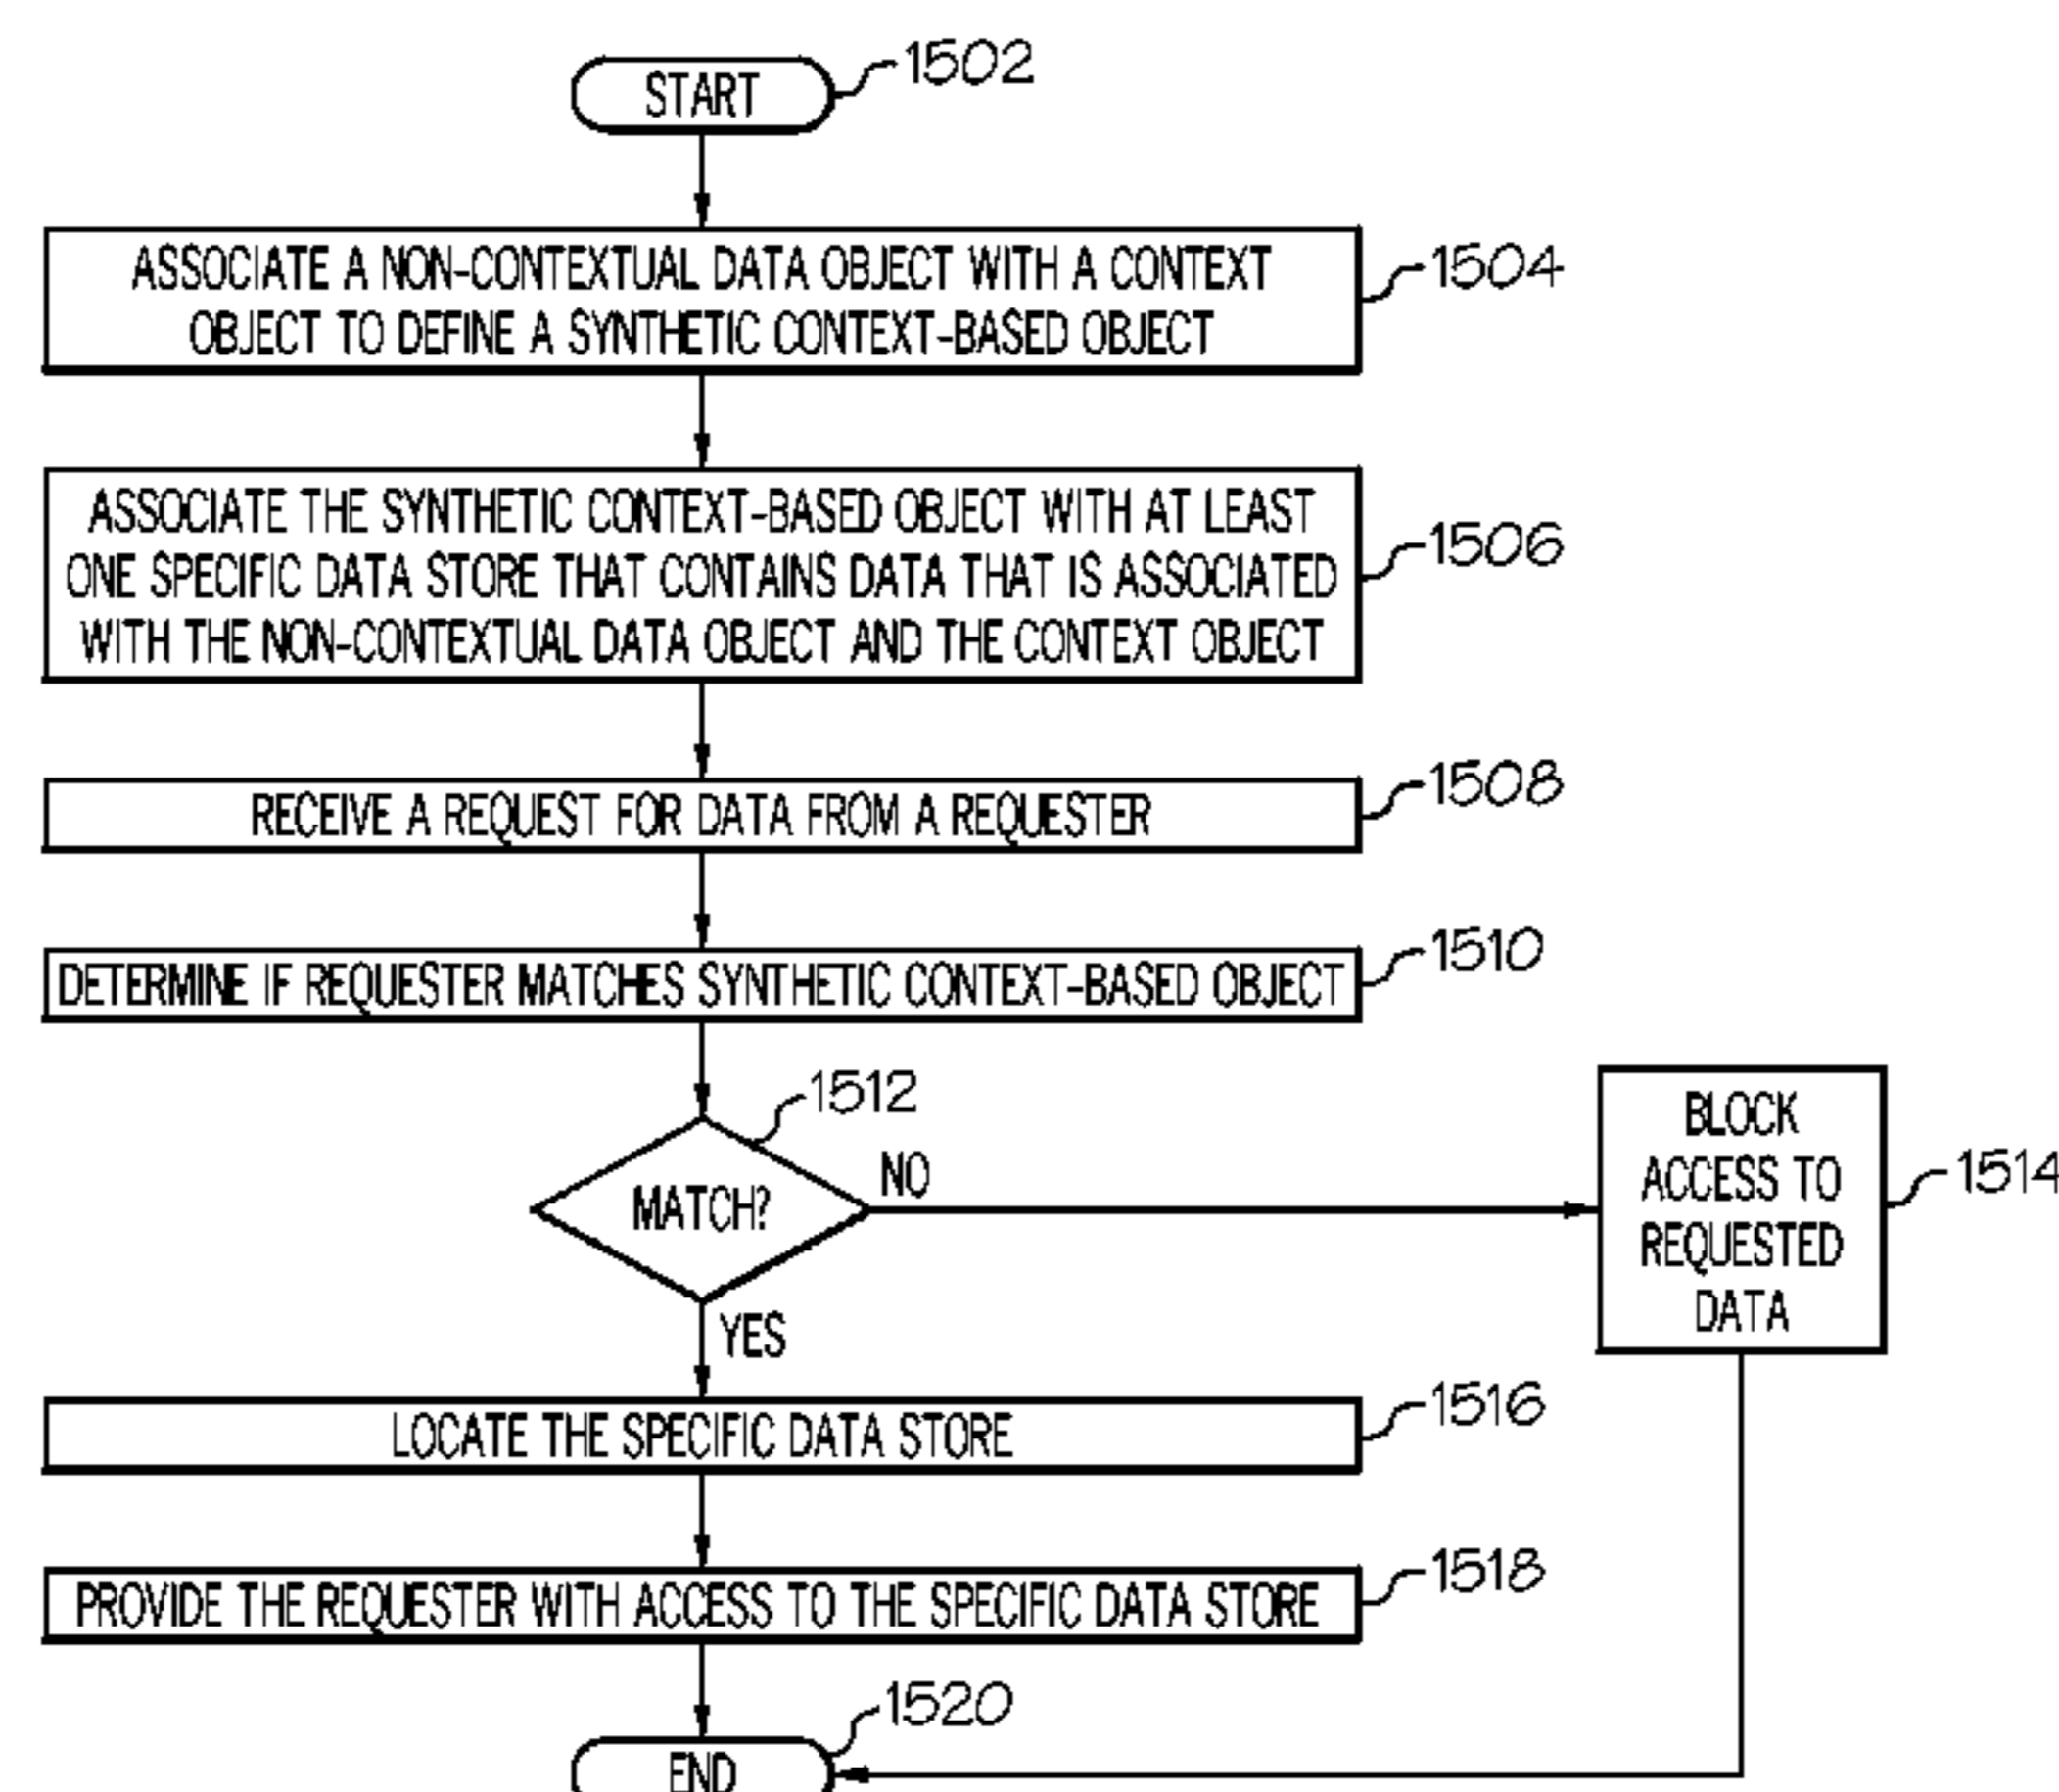 START
1502
ASSOCIATE A NON-CONTEXTUAL DATA OBJECT WITH A CONTEXT
OBJECT TO DEFINE A SYNTHETIC CONTEXT-BASED OBJECT
1504
ASSOCIATE THE SYNTHETIC CONTEXT-BASED OBJECT WITH AT LEAST
ONE SPECIFIC DATA STORE THAT CONTAINS DATA THAT IS ASSOCIATED
WITH THE NON-CONTEXTUAL DATA OBJECT AND THE CONTEXT OBJECT
1506
RECEIVE A REQUEST FOR DATA FROM A REQUESTER
1508
DETERMINE IF REQUESTER MATCHES SYNTHETIC CONTEXT-BASED OBJECT
1510
MATCH?
1512
NO
BLOCK
ACCESS TO
REQUESTED
DATA
1514
YES
LOCATE THE SPECIFIC DATA STORE
1516
PROVIDE THE REQUESTER WITH ACCESS TO THE SPECIFIC DATA STORE
1518
END
1520